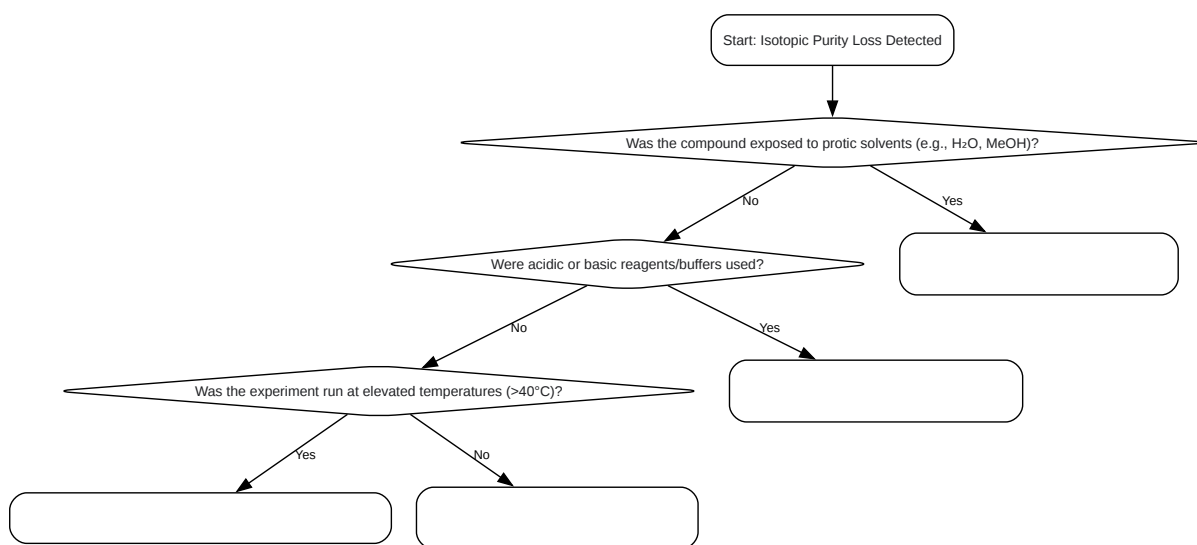 Start: Isotopic Purity Loss Detected
Was the compound exposed to protic solvents (e.g., H₂O, MeOH)?
No
Yes
Were acidic or basic reagents/buffers used?
No
Yes
Was the experiment run at elevated temperatures (>40°C)?
Yes
No